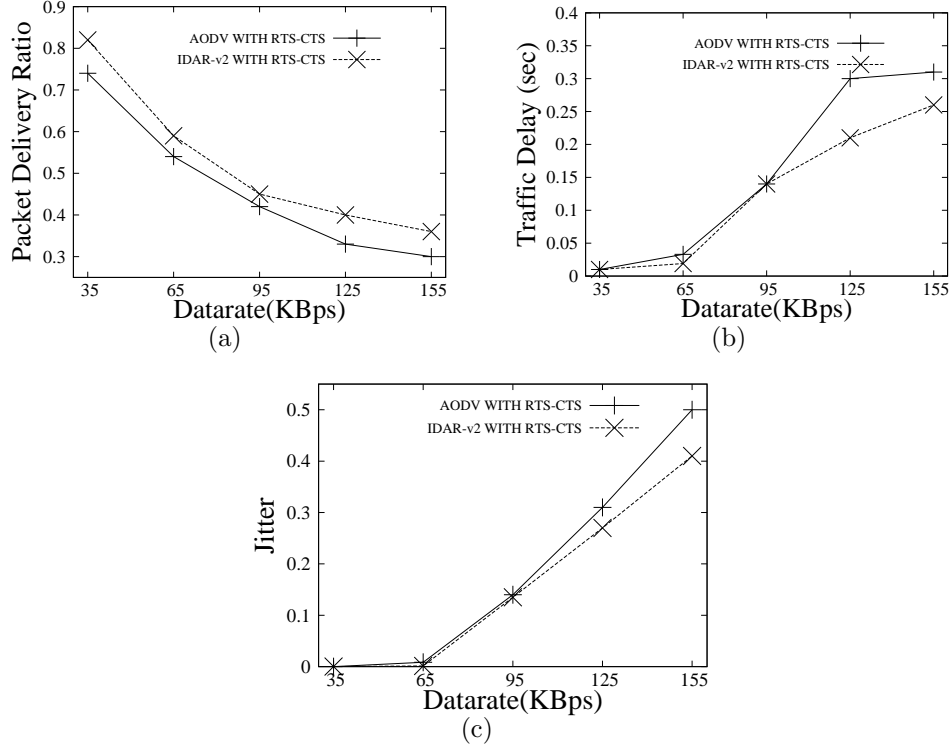 0.9
0.8
0.7
0.6
0.5
0.4
0.3
Packet Delivery Ratio
AODV WITH RTS-CTS
IDAR-v2 WITH RTS-CTS
35 65 95 125 155
Datarate(KBps)
(a)
0.4
0.35
0.3
0.25
0.2
0.15
0.1
0.05
0
Traffic Delay (sec)
AODV WITH RTS-CTS
IDAR-v2 WITH RTS-CTS
35 65 95 125 155
Datarate(KBps)
(b)
0.5
0.4
0.3
0.2
0.1
0
Jitter
AODV WITH RTS-CTS
IDAR-v2 WITH RTS-CTS
35 65 95 125 155
Datarate(KBps)
(c)